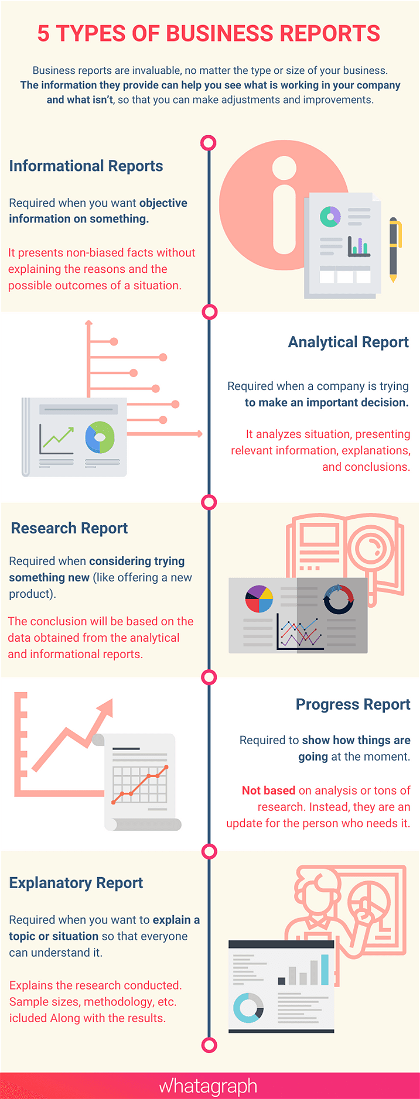 5 TYPES OF BUSINESS REPORTS
Business reports are invaluable, no matter the type or size of your business.
The information they provide can help you see what is working in your company
and what isn't, so that you can make adjustments and improvements.
Informational Reports
Required when you want objective
information on something.
It presents non-biased facts without
explaining the reasons and the
possible outcomes of a situation.
Analytical Report
Required when a company is trying
to make an important decision.
It analyzes situation, presenting
relevant information, explanations,
and conclusions.
Research Report
Required when considering trying
something new (like offering a new
product).
The conclusion will be based on the
data obtained from the analytical
and informational reports.
Progress Report
Required to show how things are
going at the moment.
Not based on analysis or tons of
research. Instead, they are an
update for the person who needs it.
Explanatory Report
Required when you want to explain a
topic or situation so that everyone
can understand it.
Explains the research conducted.
Sample sizes, methodology, etc.
icluded Along with the results.
whatagraph